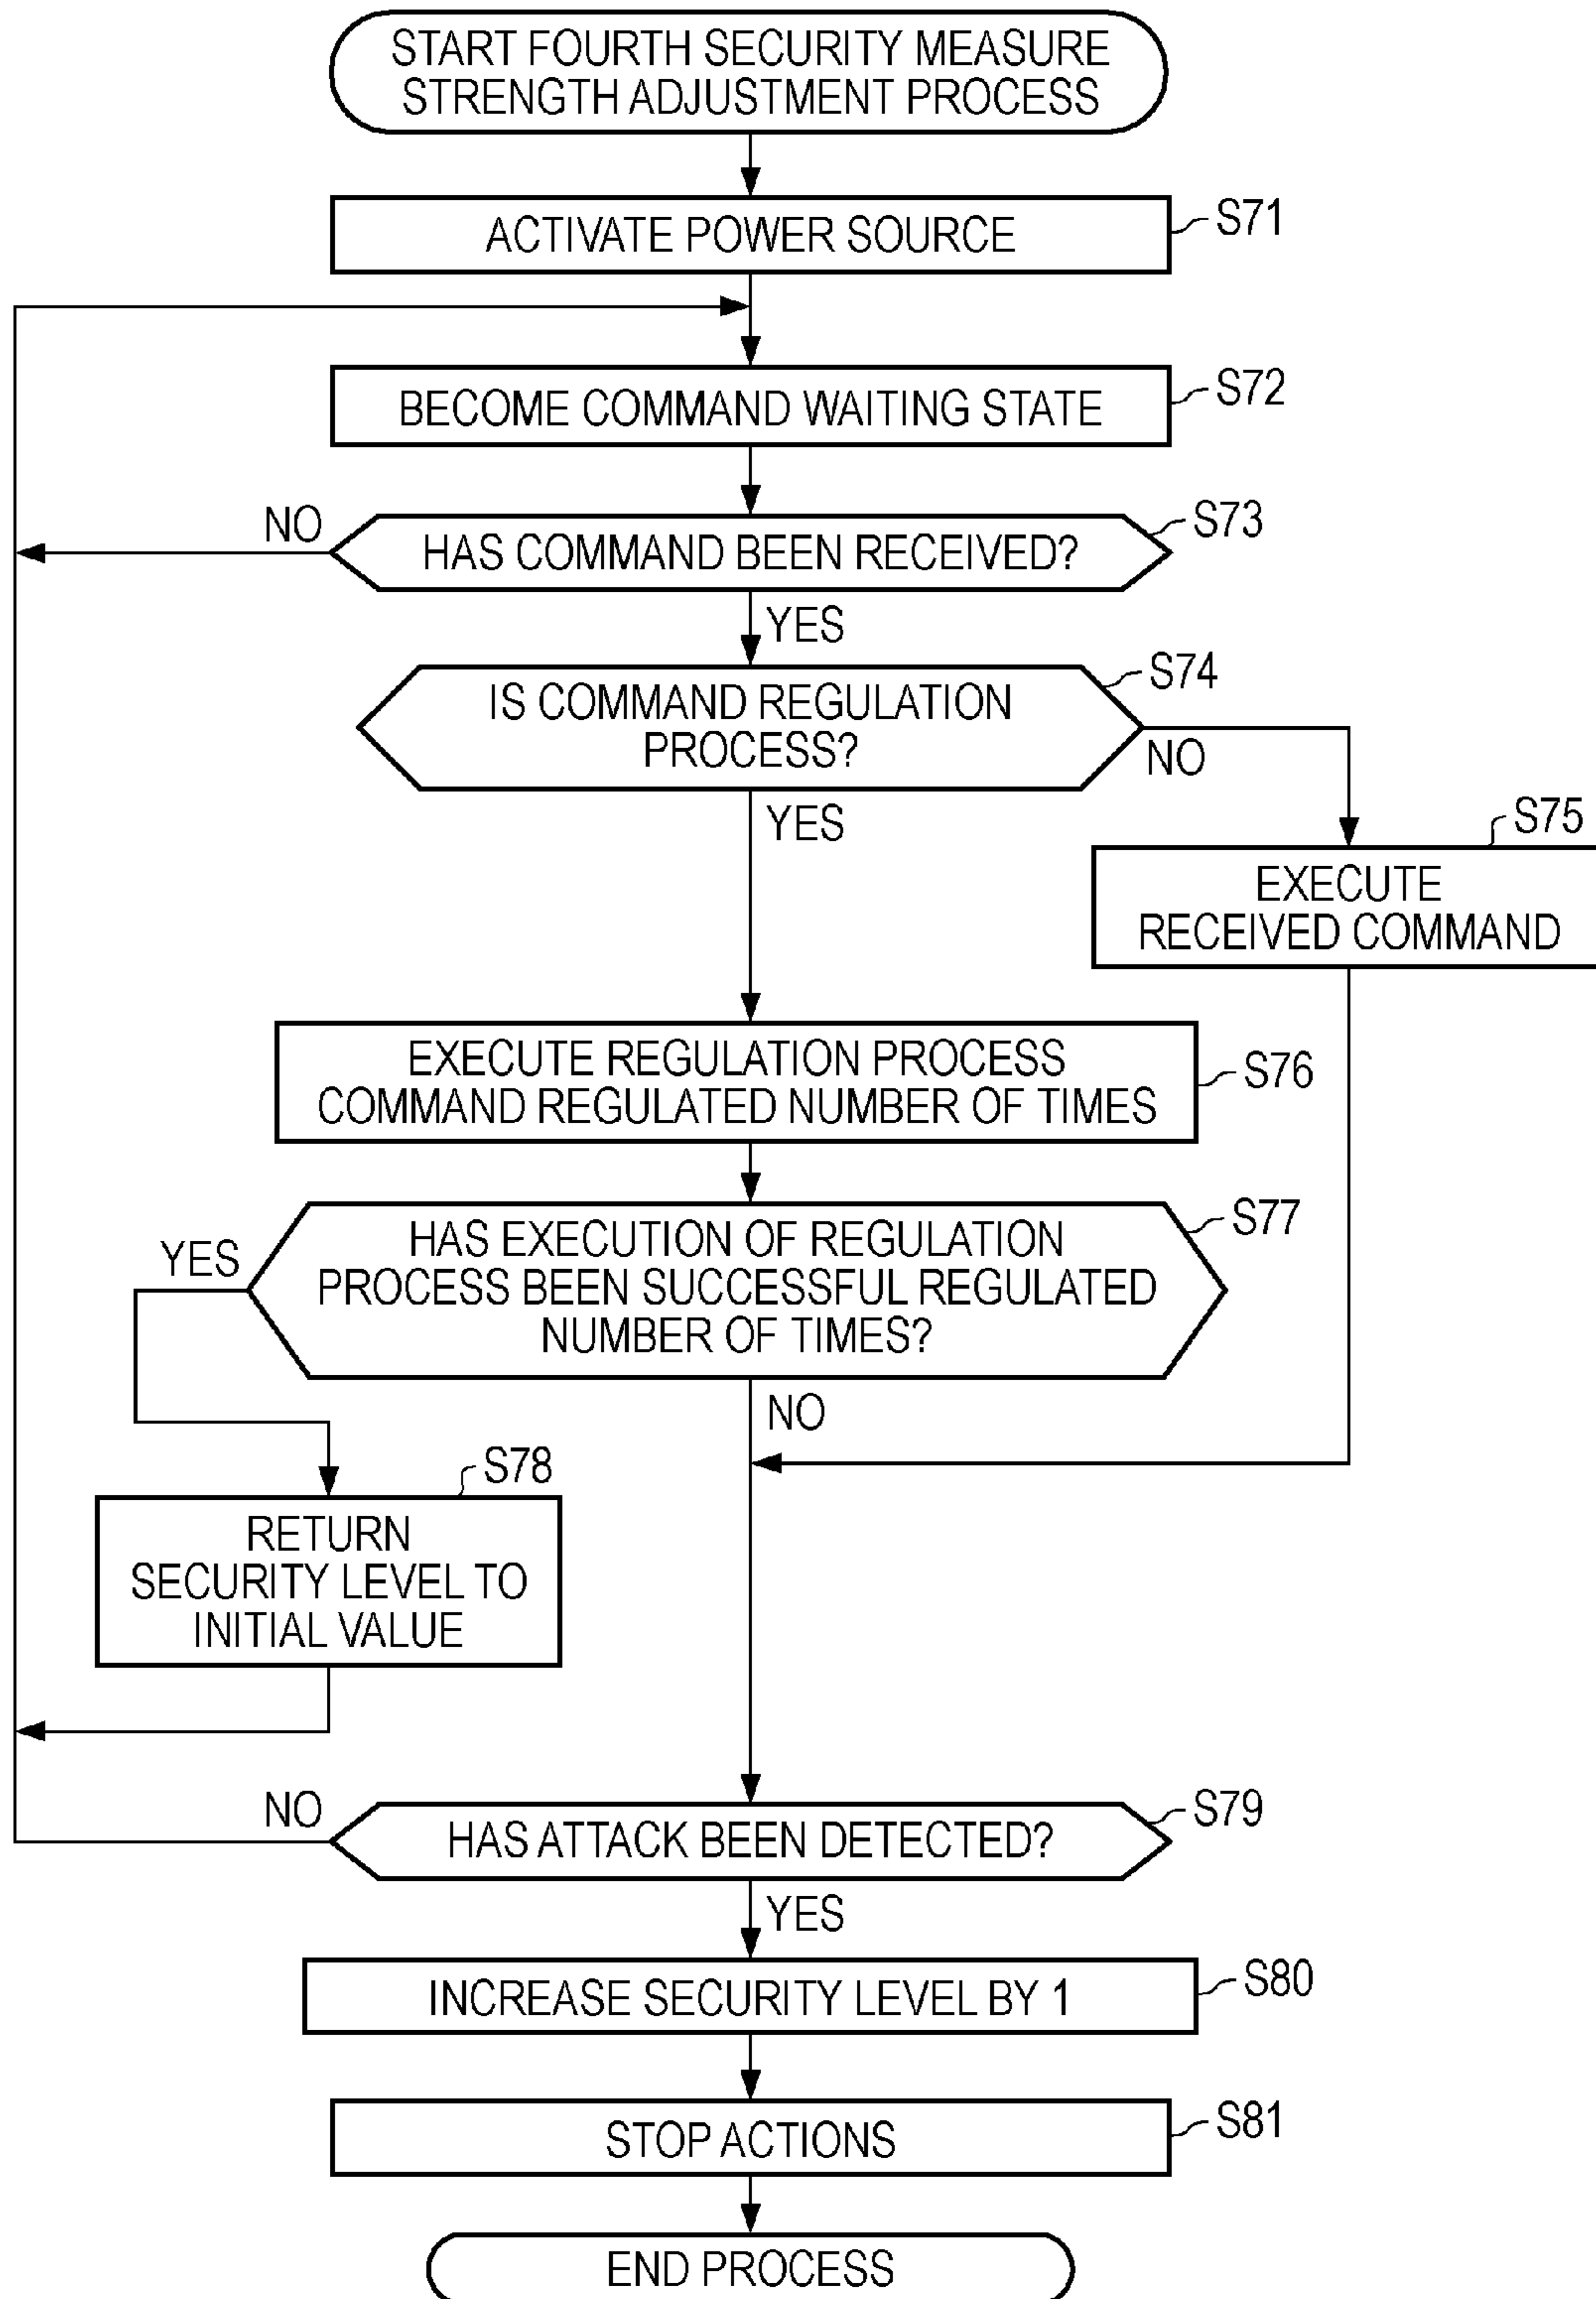 START FOURTH SECURITY MEASURE
STRENGTH ADJUSTMENT PROCESS
ACTIVATE POWER SOURCE
S71
BECOME COMMAND WAITING STATE
S72
HAS COMMAND BEEN RECEIVED?
S73
NO
YES
IS COMMAND REGULATION
PROCESS?
S74
NO
YES
S75
EXECUTE
RECEIVED COMMAND
EXECUTE REGULATION PROCESS
COMMAND REGULATED NUMBER OF TIMES
S76
HAS EXECUTION OF REGULATION
PROCESS BEEN SUCCESSFUL REGULATED
NUMBER OF TIMES?
S77
YES
NO
S78
RETURN
SECURITY LEVEL TO
INITIAL VALUE
HAS ATTACK BEEN DETECTED?
S79
NO
YES
INCREASE SECURITY LEVEL BY 1
S80
STOP ACTIONS
S81
END PROCESS